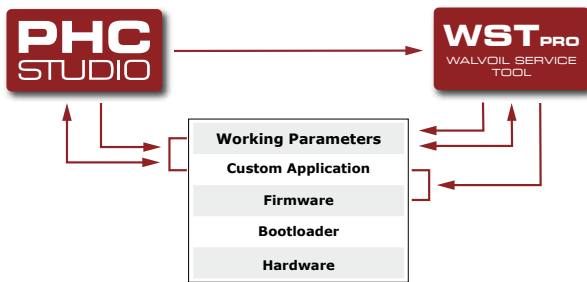 PHC
STUDIO
WST PRO
WALVOIL SERVICE
TOOL
Working Parameters
Custom Application
Firmware
Bootloader
Hardware